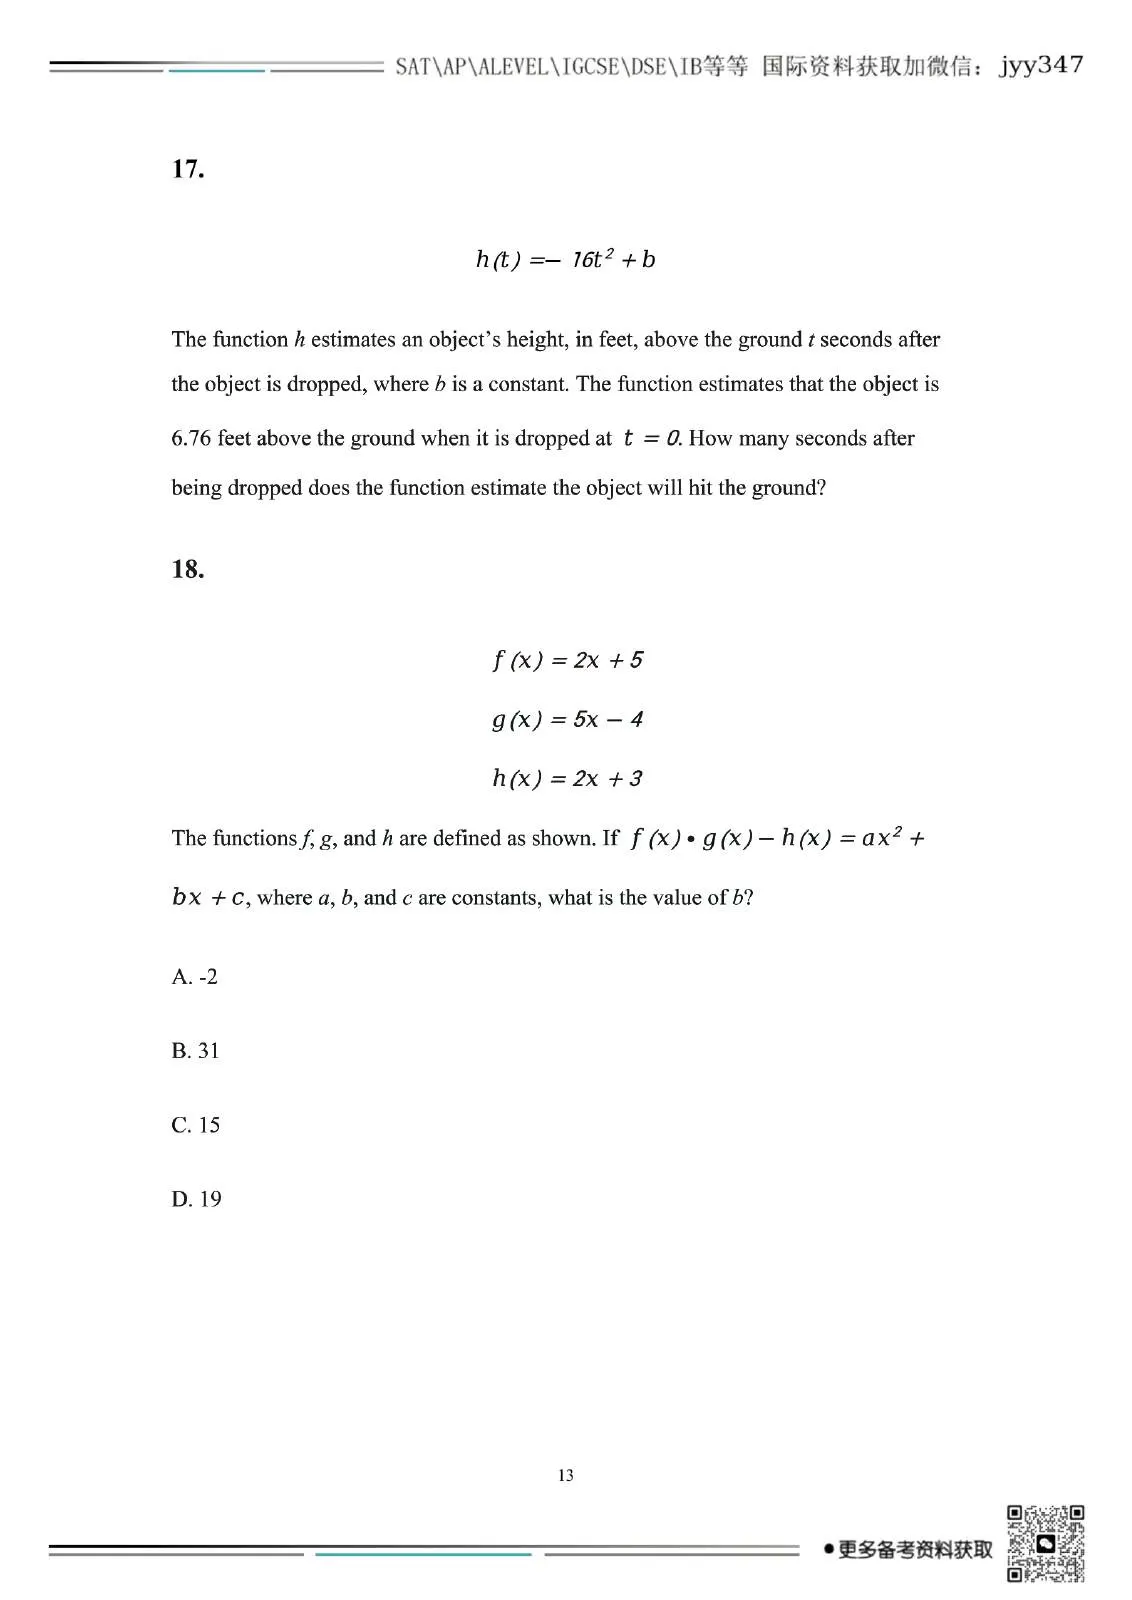 SAT\AP\ALEVEL\IGCSE\DSE\IB等等 国际资料获取加微信: jyy347
17.
h(t) =− 16t² + b
The function h estimates an object’s height, in feet, above the ground t seconds after
the object is dropped, where b is a constant. The function estimates that the object is
6.76 feet above the ground when it is dropped at t = 0. How many seconds after
being dropped does the function estimate the object will hit the ground?
18.
f(x) = 2x + 5
g(x) = 5x − 4
h(x) = 2x + 3
The functions f, g, and h are defined as shown. If f(x) • g(x) − h(x) = ax² +
bx + c, where a, b, and c are constants, what is the value of b?
A. -2
B. 31
C. 15
D. 19
13
●更多备考资料获取